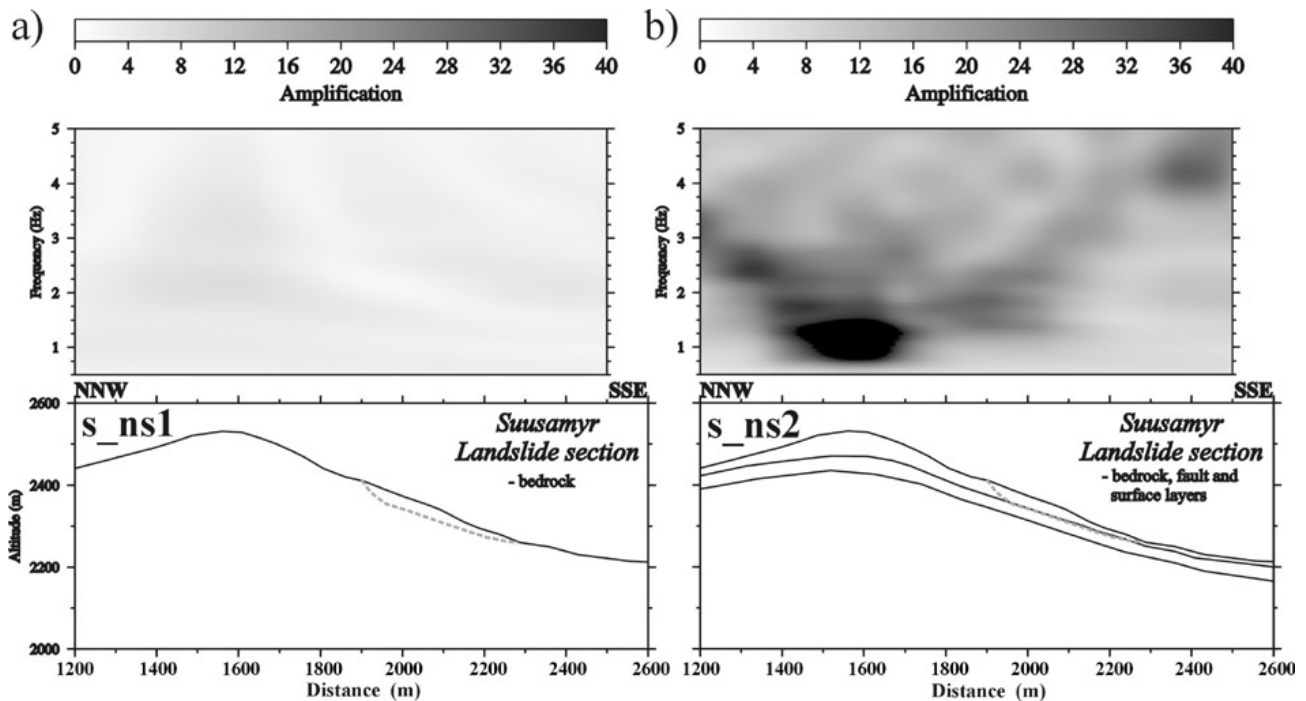 a)
0 4 8 12 16 20 24 28 32 36 40
Amplification
5
4
3
2
1
Frequency (Hz)
NNW SSE
2600
2400
2200
2000
Altitude (m)
s_ns1
Suusamyr
Landslide section
- bedrock
1200 1400 1600 1800 2000 2200 2400 2600
Distance (m)
b)
0 4 8 12 16 20 24 28 32 36 40
Amplification
5
4
3
2
1
Frequency (Hz)
NNW SSE
s_ns2
Suusamyr
Landslide section
- bedrock, fault and
surface layers
1200 1400 1600 1800 2000 2200 2400 2600
Distance (m)